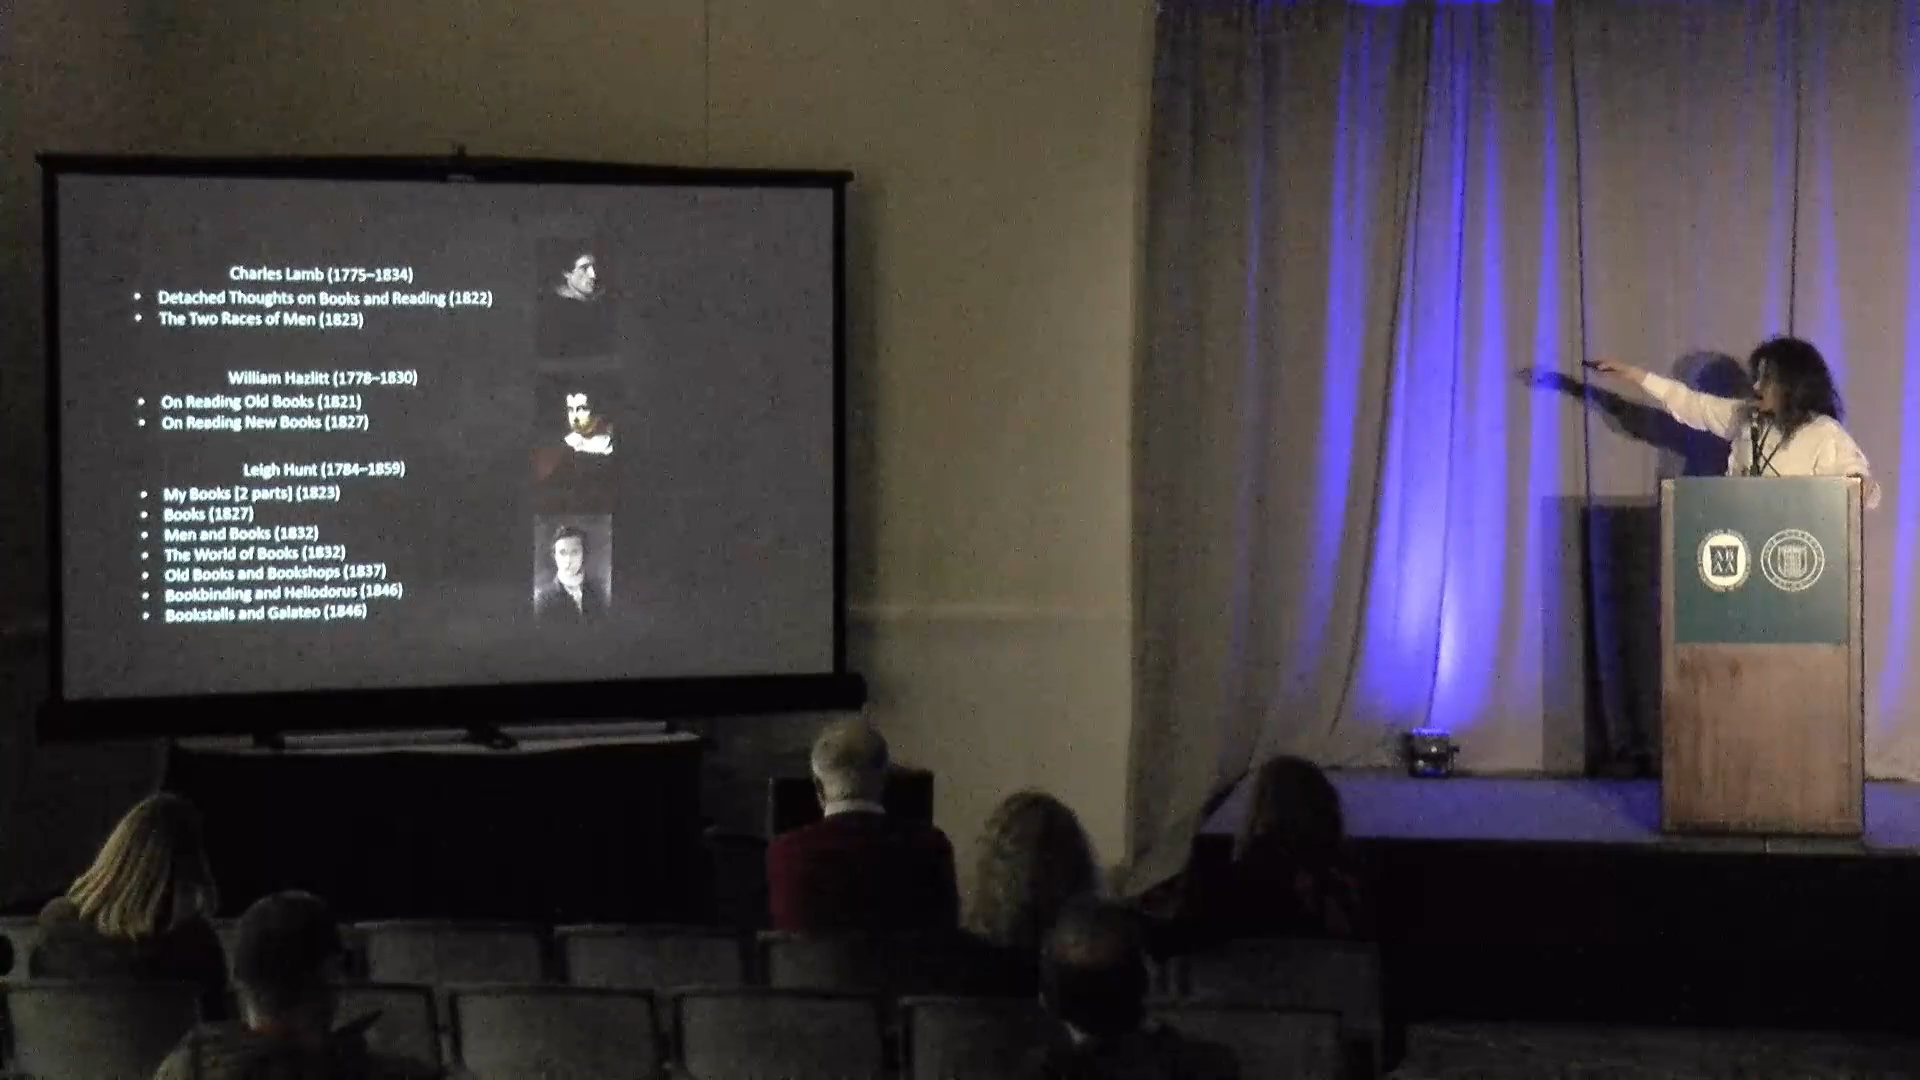 Charles Lamb (1775–1834)
• Detached Thoughts on Books and Reading (1822)
• The Two Races of Men (1823)
William Hazlitt (1778–1830)
• On Reading Old Books (1821)
• On Reading New Books (1827)
Leigh Hunt (1784–1859)
• My Books [2 parts] (1823)
• Books (1827)
• Men and Books (1832)
• The World of Books (1832)
• Old Books and Bookshops (1837)
• Bookbinding and Heliodorus (1846)
• Bookstalls and Galateo (1846)
AB
AA